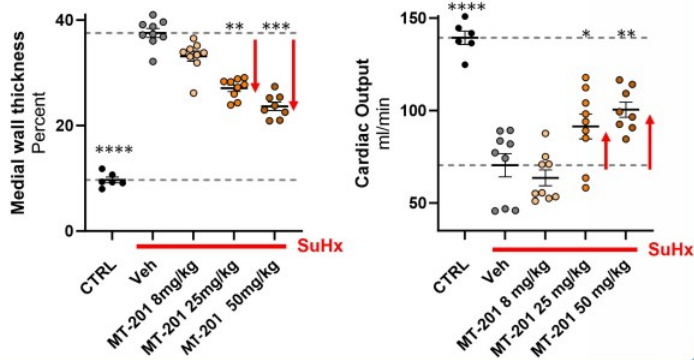 Medial wall thickness
Percent
40
20
0
****
**
***
CTRL
Veh
MT-201 8mg/kg
MT-201 25mg/kg
MT-201 50mg/kg
SuHx
Cardiac Output
ml/min
150
100
50
****
*
**
CTRL
Veh
MT-201 8 mg/kg
MT-201 25 mg/kg
MT-201 50 mg/kg
SuHx